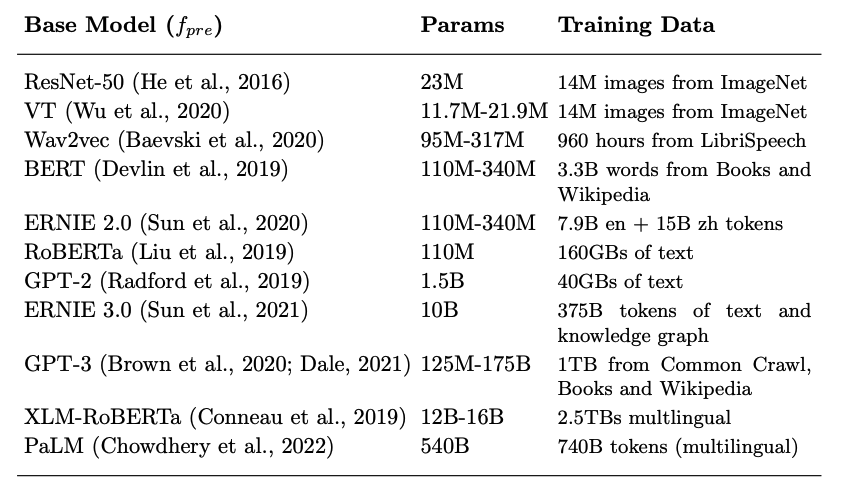 Base Model (f_pre) Params Training Data
ResNet-50 (He et al., 2016) 23M 14M images from ImageNet
VT (Wu et al., 2020) 11.7M-21.9M 14M images from ImageNet
Wav2vec (Baevski et al., 2020) 95M-317M 960 hours from LibriSpeech
BERT (Devlin et al., 2019) 110M-340M 3.3B words from Books and
Wikipedia
ERNIE 2.0 (Sun et al., 2020) 110M-340M 7.9B en + 15B zh tokens
RoBERTa (Liu et al., 2019) 110M 160GBs of text
GPT-2 (Radford et al., 2019) 1.5B 40GBs of text
ERNIE 3.0 (Sun et al., 2021) 10B 375B tokens of text and
knowledge graph
GPT-3 (Brown et al., 2020; Dale, 2021) 125M-175B 1TB from Common Crawl,
Books and Wikipedia
XLM-RoBERTa (Conneau et al., 2019) 12B-16B 2.5TBs multlingual
PaLM (Chowdhery et al., 2022) 540B 740B tokens (multilingual)